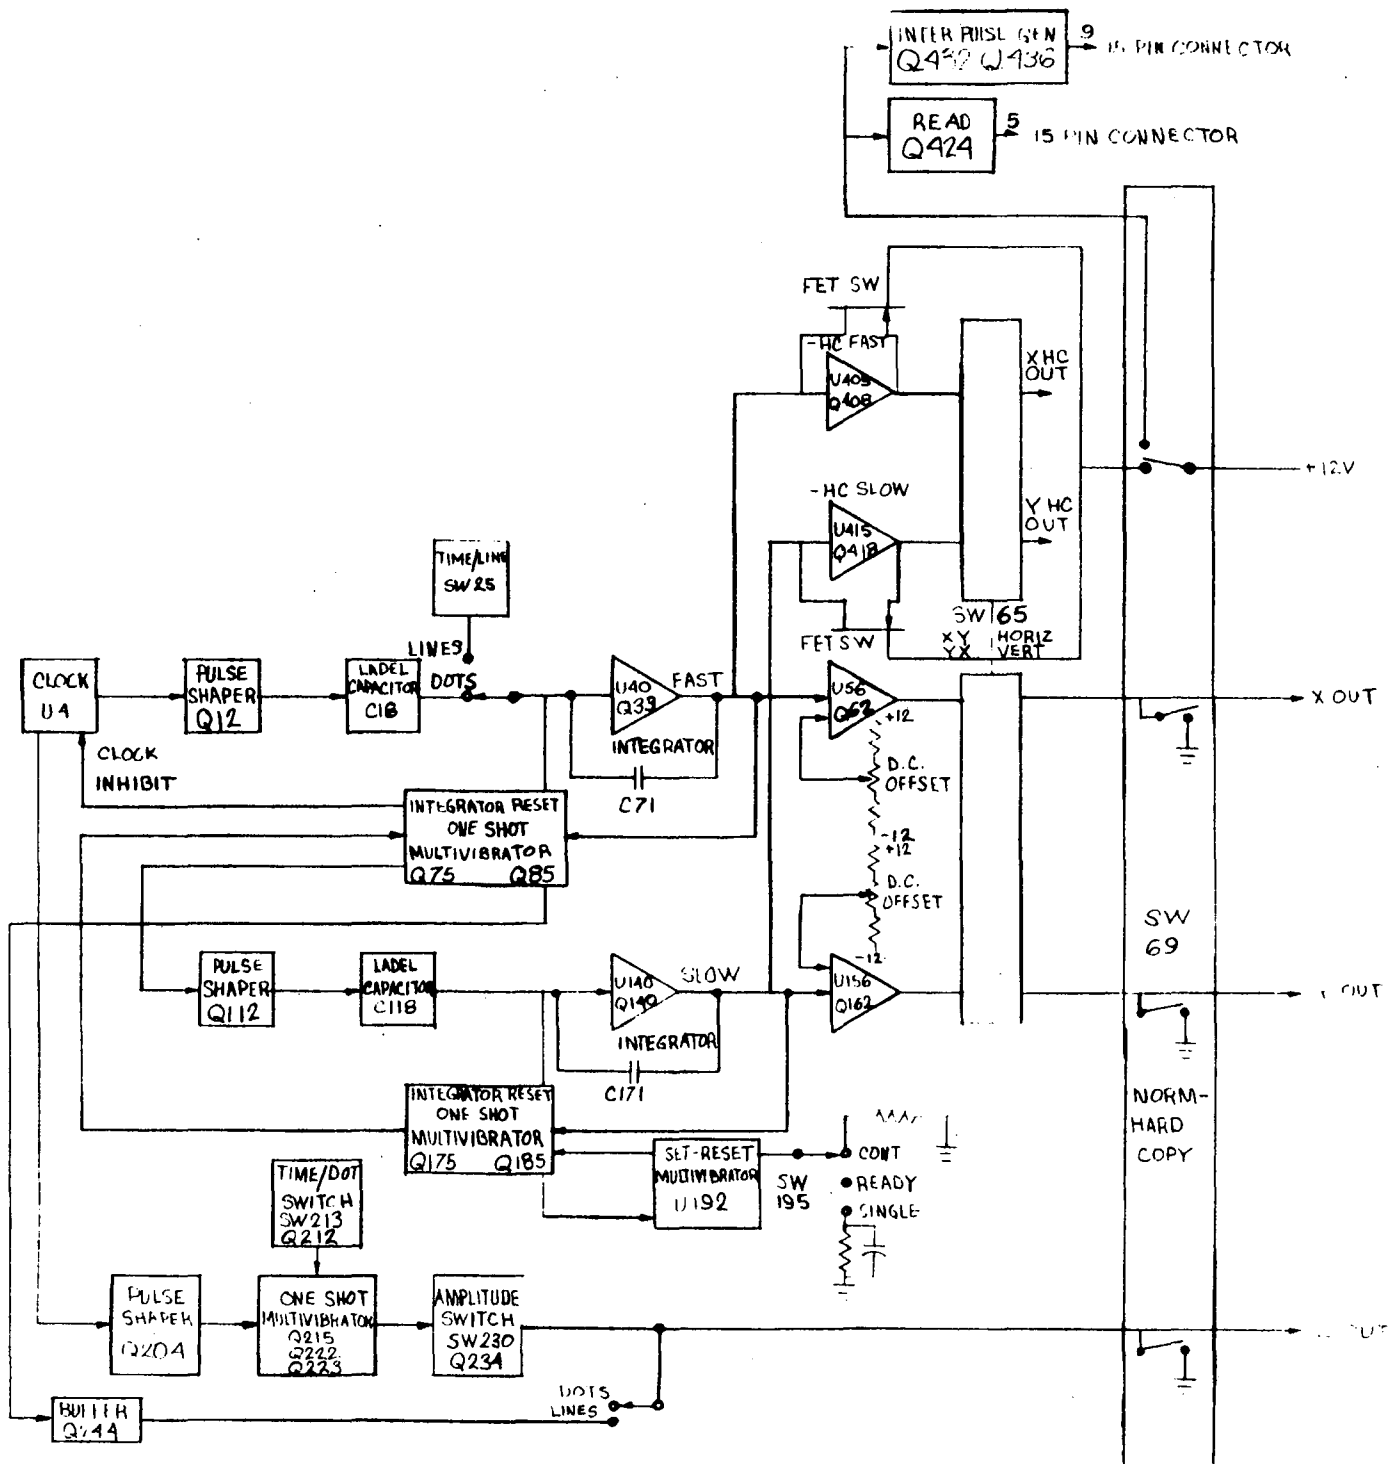 INTER PULSE GEN
Q432 Q436
9
15 PIN CONNECTOR
READ
Q424
5
15 PIN CONNECTOR
FET SW
-HC FAST
U405
Q408
X HC
OUT
+12V
-HC SLOW
U415
Q418
Y HC
OUT
TIME/LINE
SW25
SW 65
FET SW
XY HORIZ
YX VERT
LINES
DOTS
CLOCK
U4
PULSE
SHAPER
Q12
LADEL
CAPACITOR
C18
U40
Q39
FAST
U56
Q62
X OUT
+12
INTEGRATOR
C71
D.C.
OFFSET
CLOCK
INHIBIT
INTEGRATOR RESET
ONE SHOT
MULTIVIBRATOR
Q75 Q85
-12
+12
D.C.
OFFSET
-12
SW
69
PULSE
SHAPER
Q112
LADEL
CAPACITOR
C118
U140
Q140
SLOW
U156
Q162
OUT
INTEGRATOR
C171
INTEGRATOR RESET
ONE SHOT
MULTIVIBRATOR
Q175 Q185
NORM-
HARD
COPY
SET-RESET
MULTIVIBRATOR
U192
SW
195
CONT
READY
SINGLE
TIME/DOT
SWITCH
SW213
Q212
PULSE
SHAPER
Q204
ONE SHOT
MULTIVIBRATOR
Q215
Q222
Q223
AMPLITUDE
SWITCH
SW230
Q234
DOTS
LINES
BUFFER